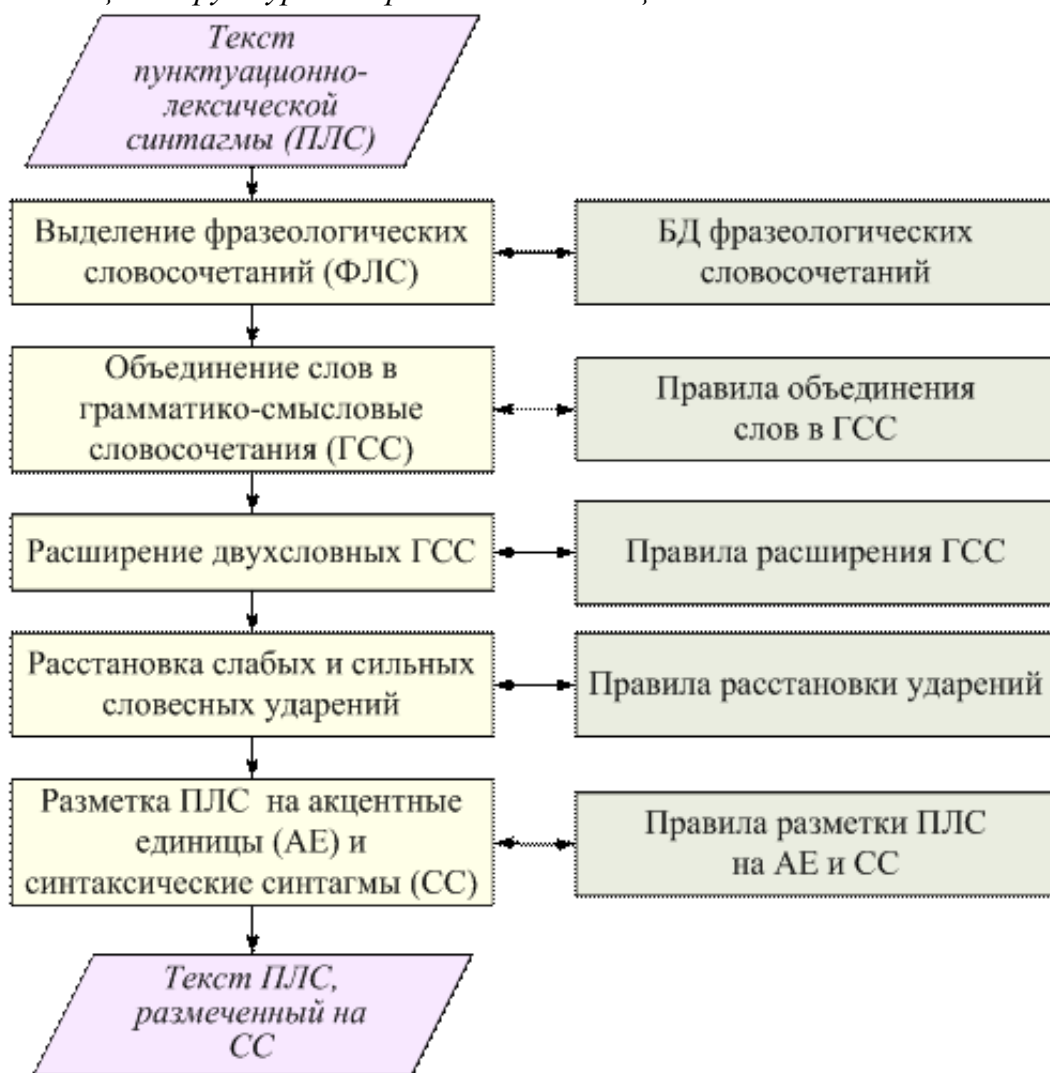 Текст
пунктуационно-
лексической
синтагмы (ПЛС)
Выделение фразеологических
словосочетаний (ФЛС)
БД фразеологических
словосочетаний
Объединение слов в
грамматико-смысловые
словосочетания (ГСС)
Правила объединения
слов в ГСС
Расширение двухсловных ГСС
Правила расширения ГСС
Расстановка слабых и сильных
словесных ударений
Правила расстановки ударений
Разметка ПЛС на акцентные
единицы (АЕ) и
синтаксические синтагмы (СС)
Правила разметки ПЛС
на АЕ и СС
Текст ПЛС,
размеченный на
СС